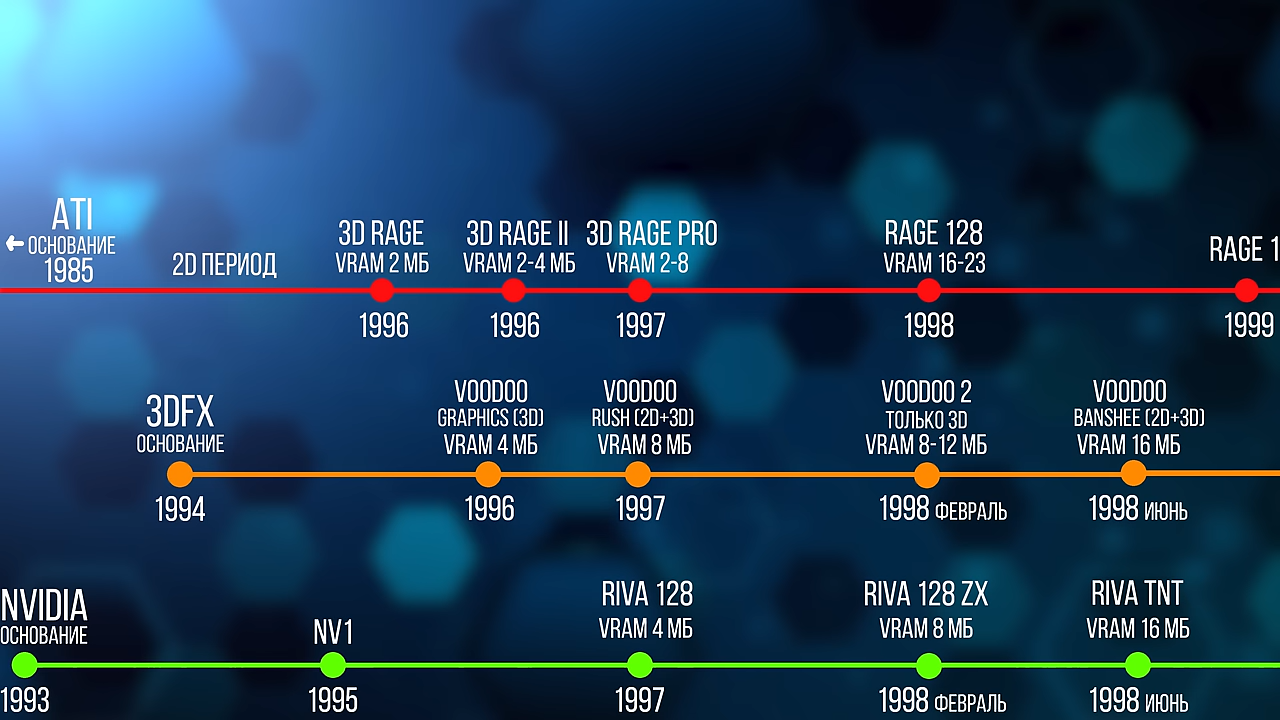 ATI
ОСНОВАНИЕ
1985
2D ПЕРИОД
3D RAGE
VRAM 2 МБ
3D RAGE II
VRAM 2-4 МБ
3D RAGE PRO
VRAM 2-8
RAGE 128
VRAM 16-23
RAGE 1
1996
1996
1997
1998
1999
3DFX
ОСНОВАНИЕ
VOODOO
GRAPHICS (3D)
VRAM 4 МБ
VOODOO
RUSH (2D+3D)
VRAM 8 МБ
VOODOO 2
ТОЛЬКО 3D
VRAM 8-12 МБ
VOODOO
BANSHEE (2D+3D)
VRAM 16 МБ
1994
1996
1997
1998 ФЕВРАЛЬ
1998 ИЮНЬ
NVIDIA
ОСНОВАНИЕ
NV1
RIVA 128
VRAM 4 МБ
RIVA 128 ZX
VRAM 8 МБ
RIVA TNT
VRAM 16 МБ
1993
1995
1997
1998 ФЕВРАЛЬ
1998 ИЮНЬ